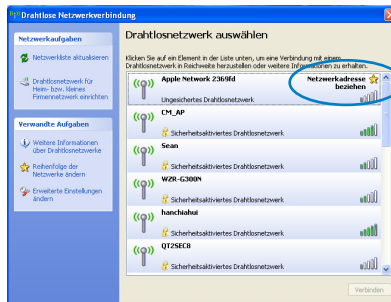 Drahtlose Netzwerkverbindung
Netzwerkaufgaben
Netzwerkliste aktualisieren
Drahtlosnetzwerk für
Heim- bzw. kleines
Firmennetzwerk einrichten
Verwandte Aufgaben
Weitere Informationen
über Drahtlosnetzwerke
Reihenfolge der
Netzwerke ändern
Erweiterte Einstellungen
ändern
Drahtlosnetzwerk auswählen
Klicken Sie auf ein Element in der Liste unten, um eine Verbindung mit einem
Drahtlosnetzwerk in Reichweite herzustellen oder weitere Informationen zu erhalten.
Apple Network 2369fd
Netzwerkadresse
beziehen
Ungesichertes Drahtlosnetzwerk
CM_AP
Sicherheitsaktiviertes Drahtlosnetzwerk
Sean
Sicherheitsaktiviertes Drahtlosnetzwerk
WZR-G300N
Sicherheitsaktiviertes Drahtlosnetzwerk
hanchiahui
Sicherheitsaktiviertes Drahtlosnetzwerk
QT2SEC8
Sicherheitsaktiviertes Drahtlosnetzwerk
Verbinden